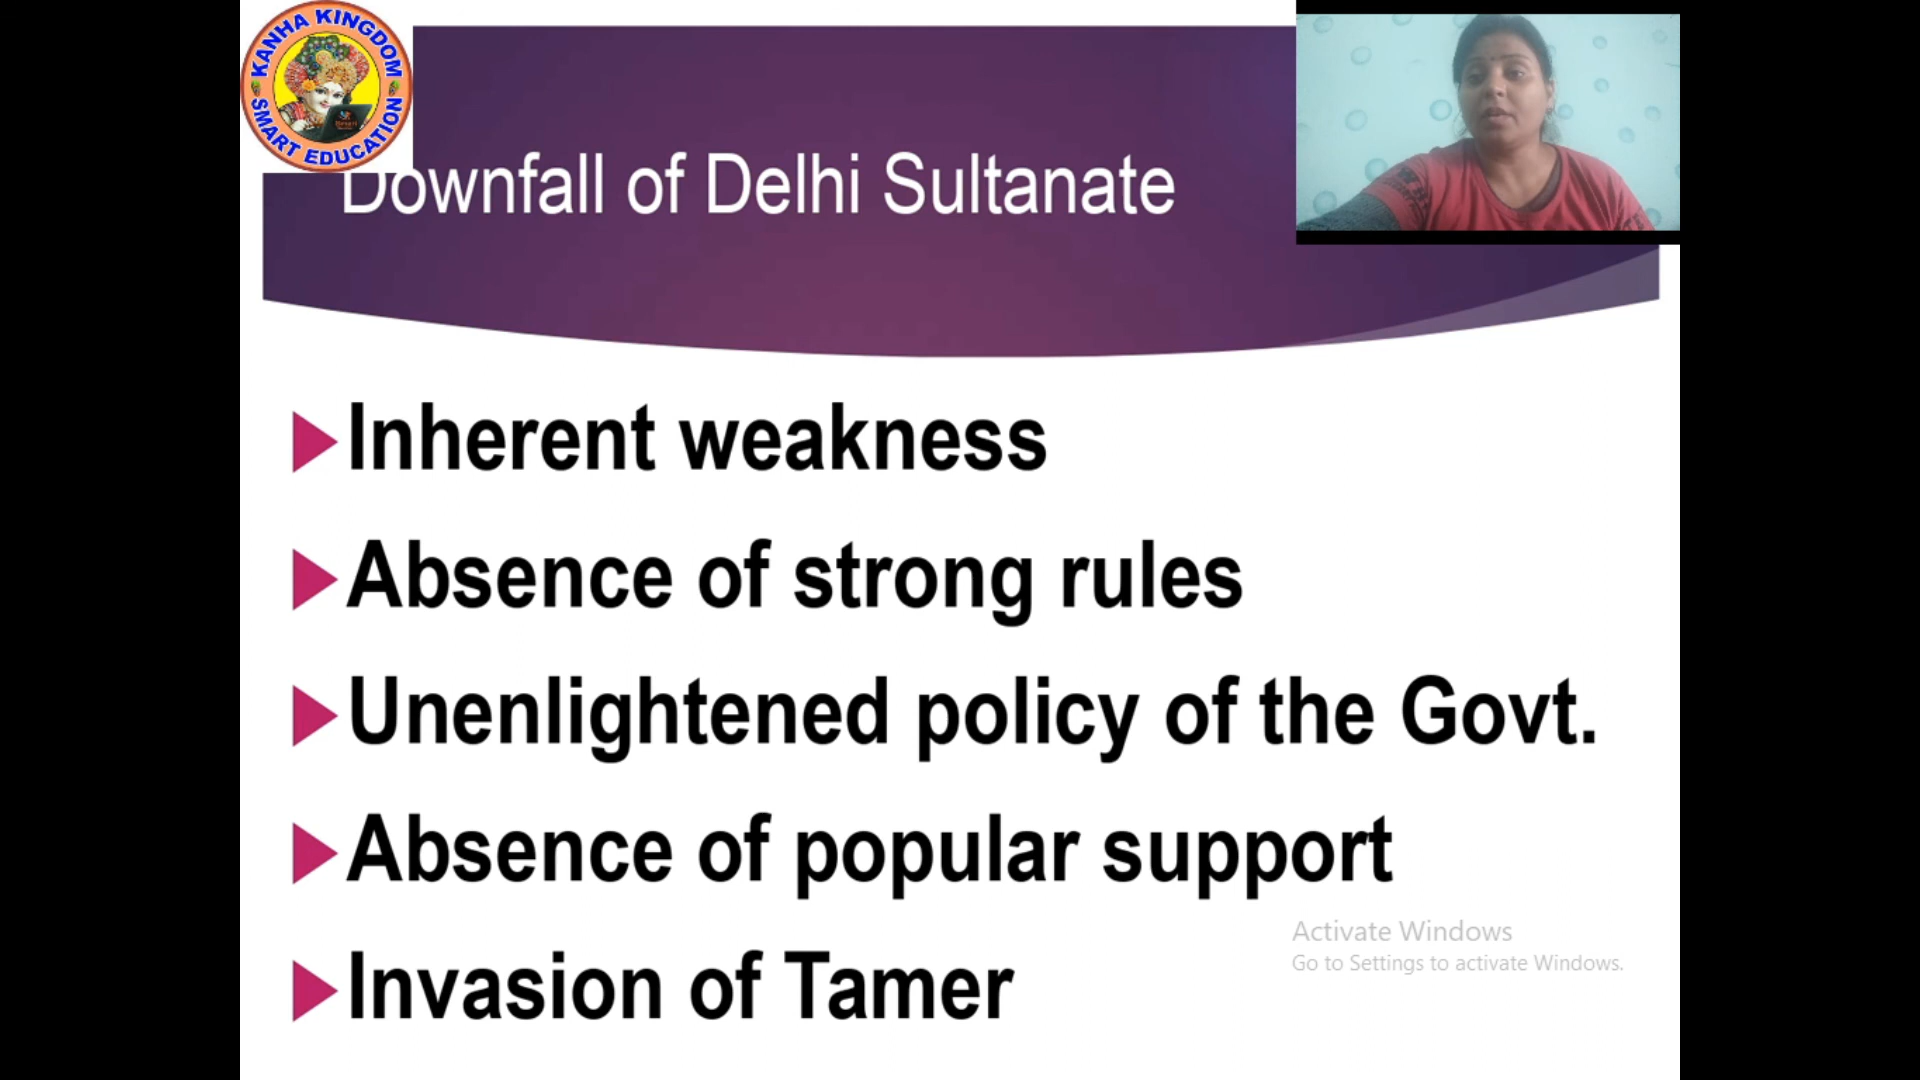 KANHA KINGDOM
SMART EDUCATION
Downfall of Delhi Sultanate
Inherent weakness
Absence of strong rules
Unenlightened policy of the Govt.
Absence of popular support
Invasion of Tamer
Activate Windows
Go to Settings to activate Windows.